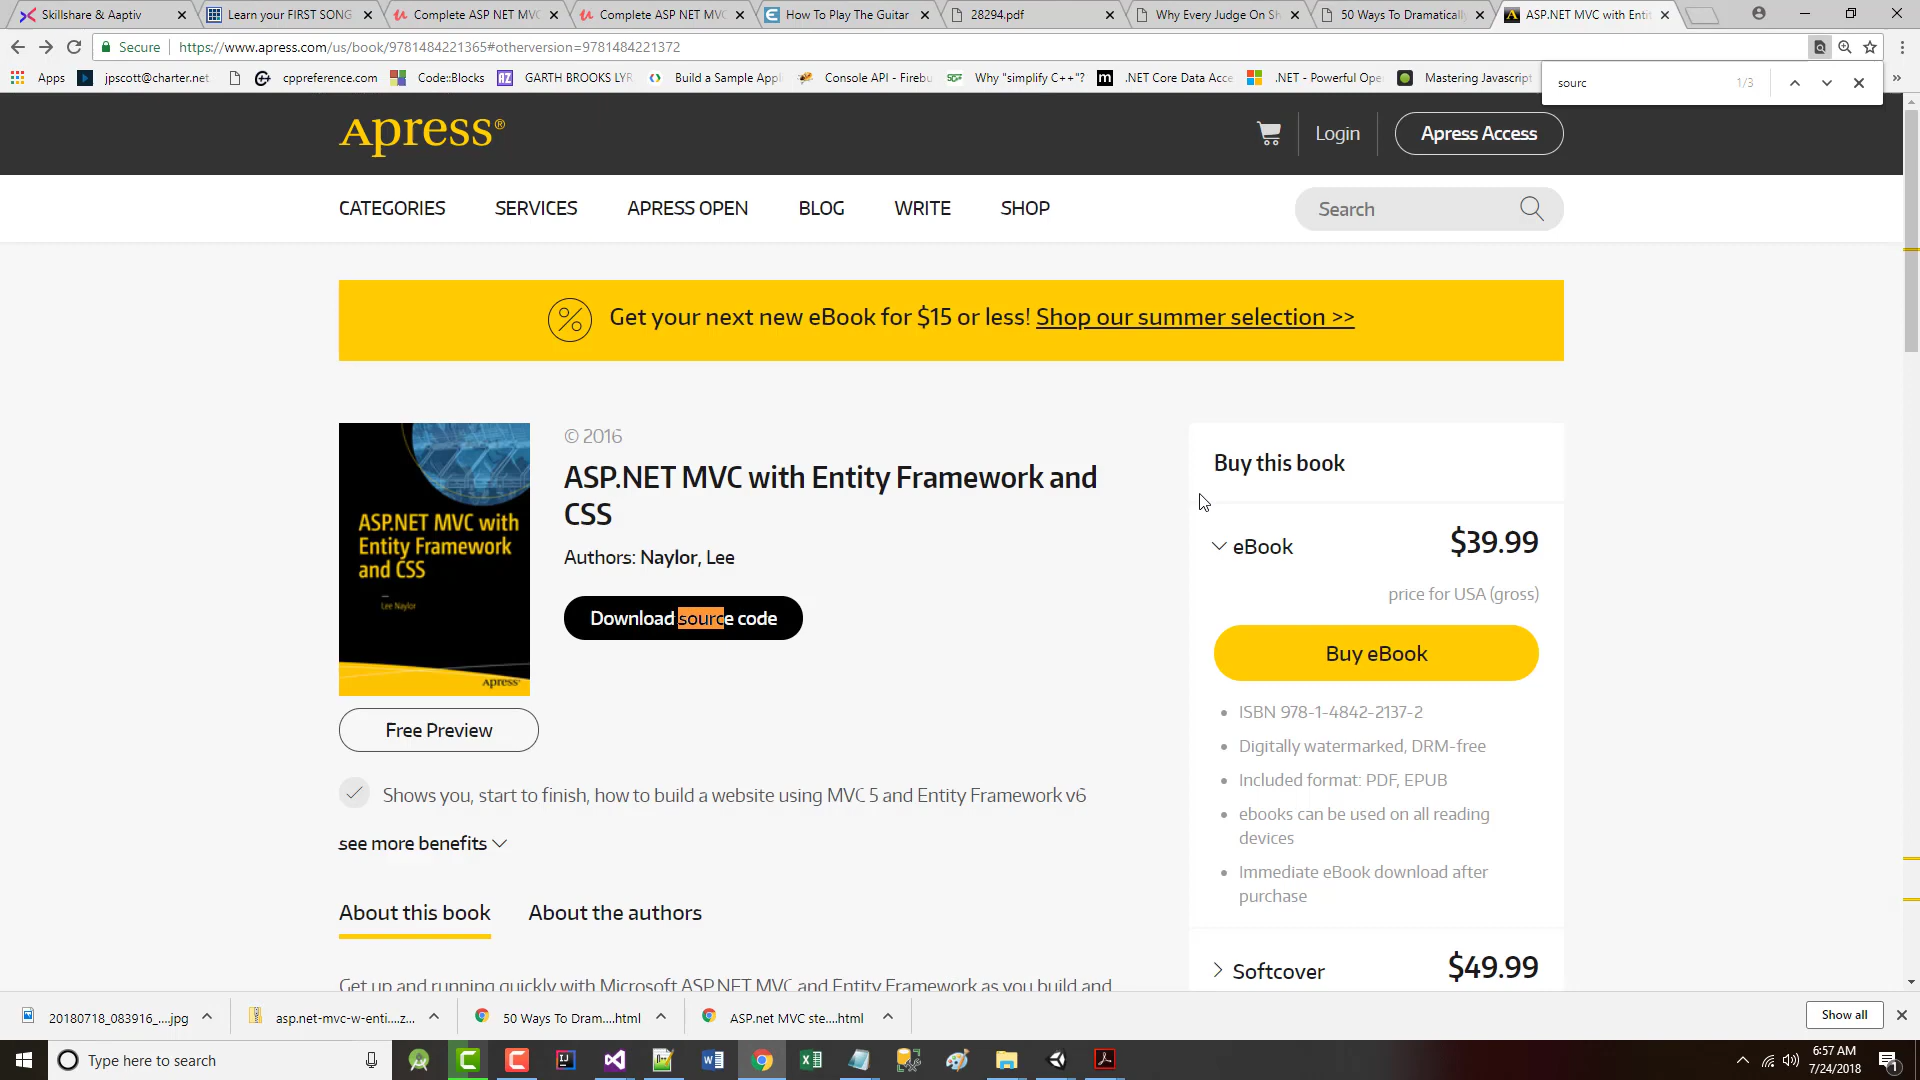 Skillshare & Aaptiv
Learn your FIRST SONG
Complete ASP NET MVC
Complete ASP NET MVC
How To Play The Guitar
28294.pdf
Why Every Judge On Sh
50 Ways To Dramatically
ASP.NET MVC with Enti
Secure
https://www.apress.com/us/book/9781484221365#otherversion=9781484221372
Apps
jpscott@charter.net
cppreference.com
Code::Blocks
GARTH BROOKS LYR
Build a Sample Appli
Console API - Firebu
Why "simplify C++"?
.NET Core Data Acce
.NET - Powerful Ope
Mastering Javascript
sourc
1/3
Apress®
Login
Apress Access
CATEGORIES
SERVICES
APRESS OPEN
BLOG
WRITE
SHOP
Search
Get your next new eBook for $15 or less! Shop our summer selection >>
ASP.NET MVC with
Entity Framework
and CSS
Lee Naylor
Apress®
© 2016
ASP.NET MVC with Entity Framework and
CSS
Authors: Naylor, Lee
Download source code
Free Preview
Shows you, start to finish, how to build a website using MVC 5 and Entity Framework v6
see more benefits
About this book
About the authors
Get up and running quickly with Microsoft ASP.NET MVC and Entity Framework as you build and
Buy this book
eBook
$39.99
price for USA (gross)
Buy eBook
ISBN 978-1-4842-2137-2
Digitally watermarked, DRM-free
Included format: PDF, EPUB
ebooks can be used on all reading
devices
Immediate eBook download after
purchase
Softcover
$49.99
20180718_083916_....jpg
asp.net-mvc-w-enti....z...
50 Ways To Dram....html
ASP.net MVC ste....html
Show all
Type here to search
6:57 AM
7/24/2018
1